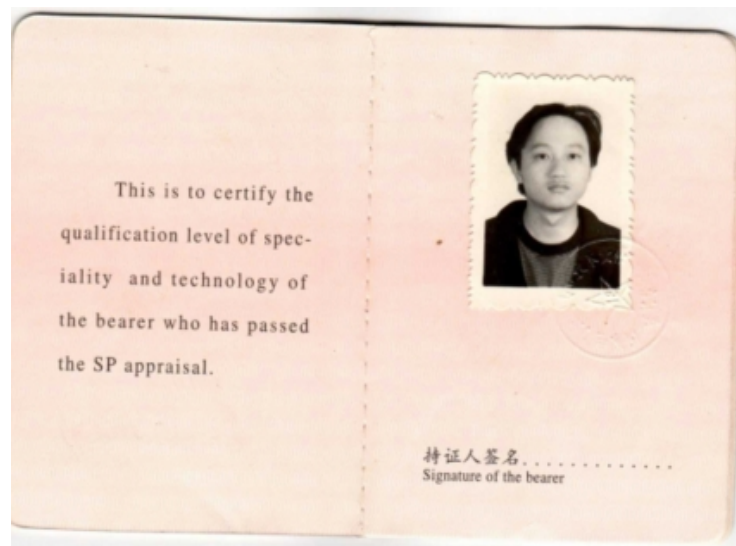 This is to certify the
qualification level of spec-
iality and technology of
the bearer who has passed
the SP appraisal.
持证人签名.............
Signature of the bearer